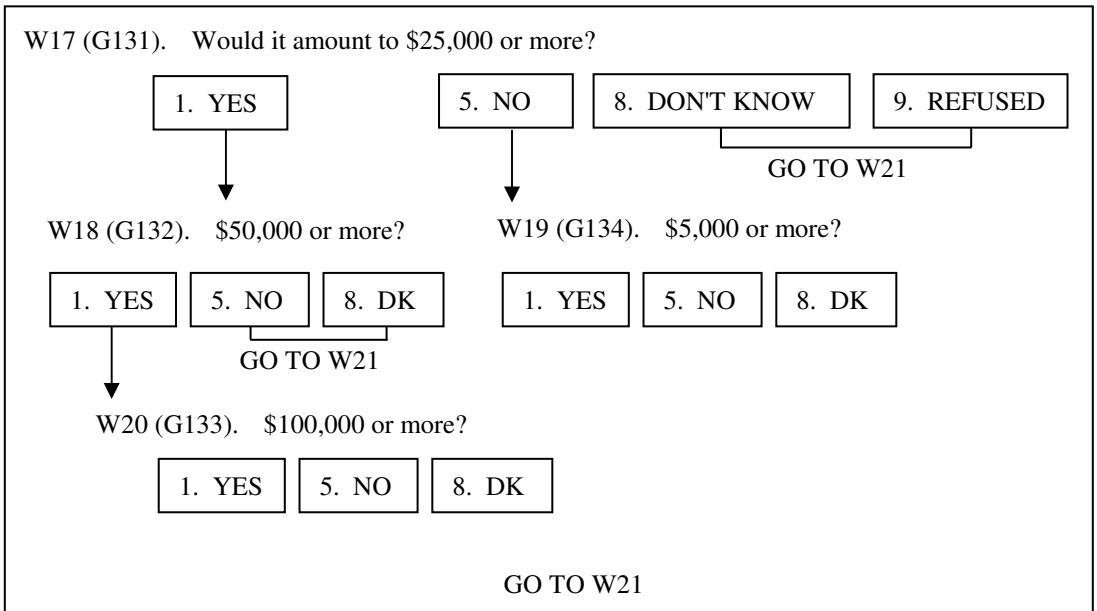 W17 (G131). Would it amount to $25,000 or more?
1. YES 5. NO 8. DON'T KNOW 9. REFUSED
GO TO W21
W18 (G132). $50,000 or more? W19 (G134). $5,000 or more?
1. YES 5. NO 8. DK 1. YES 5. NO 8. DK
GO TO W21
W20 (G133). $100,000 or more?
1. YES 5. NO 8. DK
GO TO W21